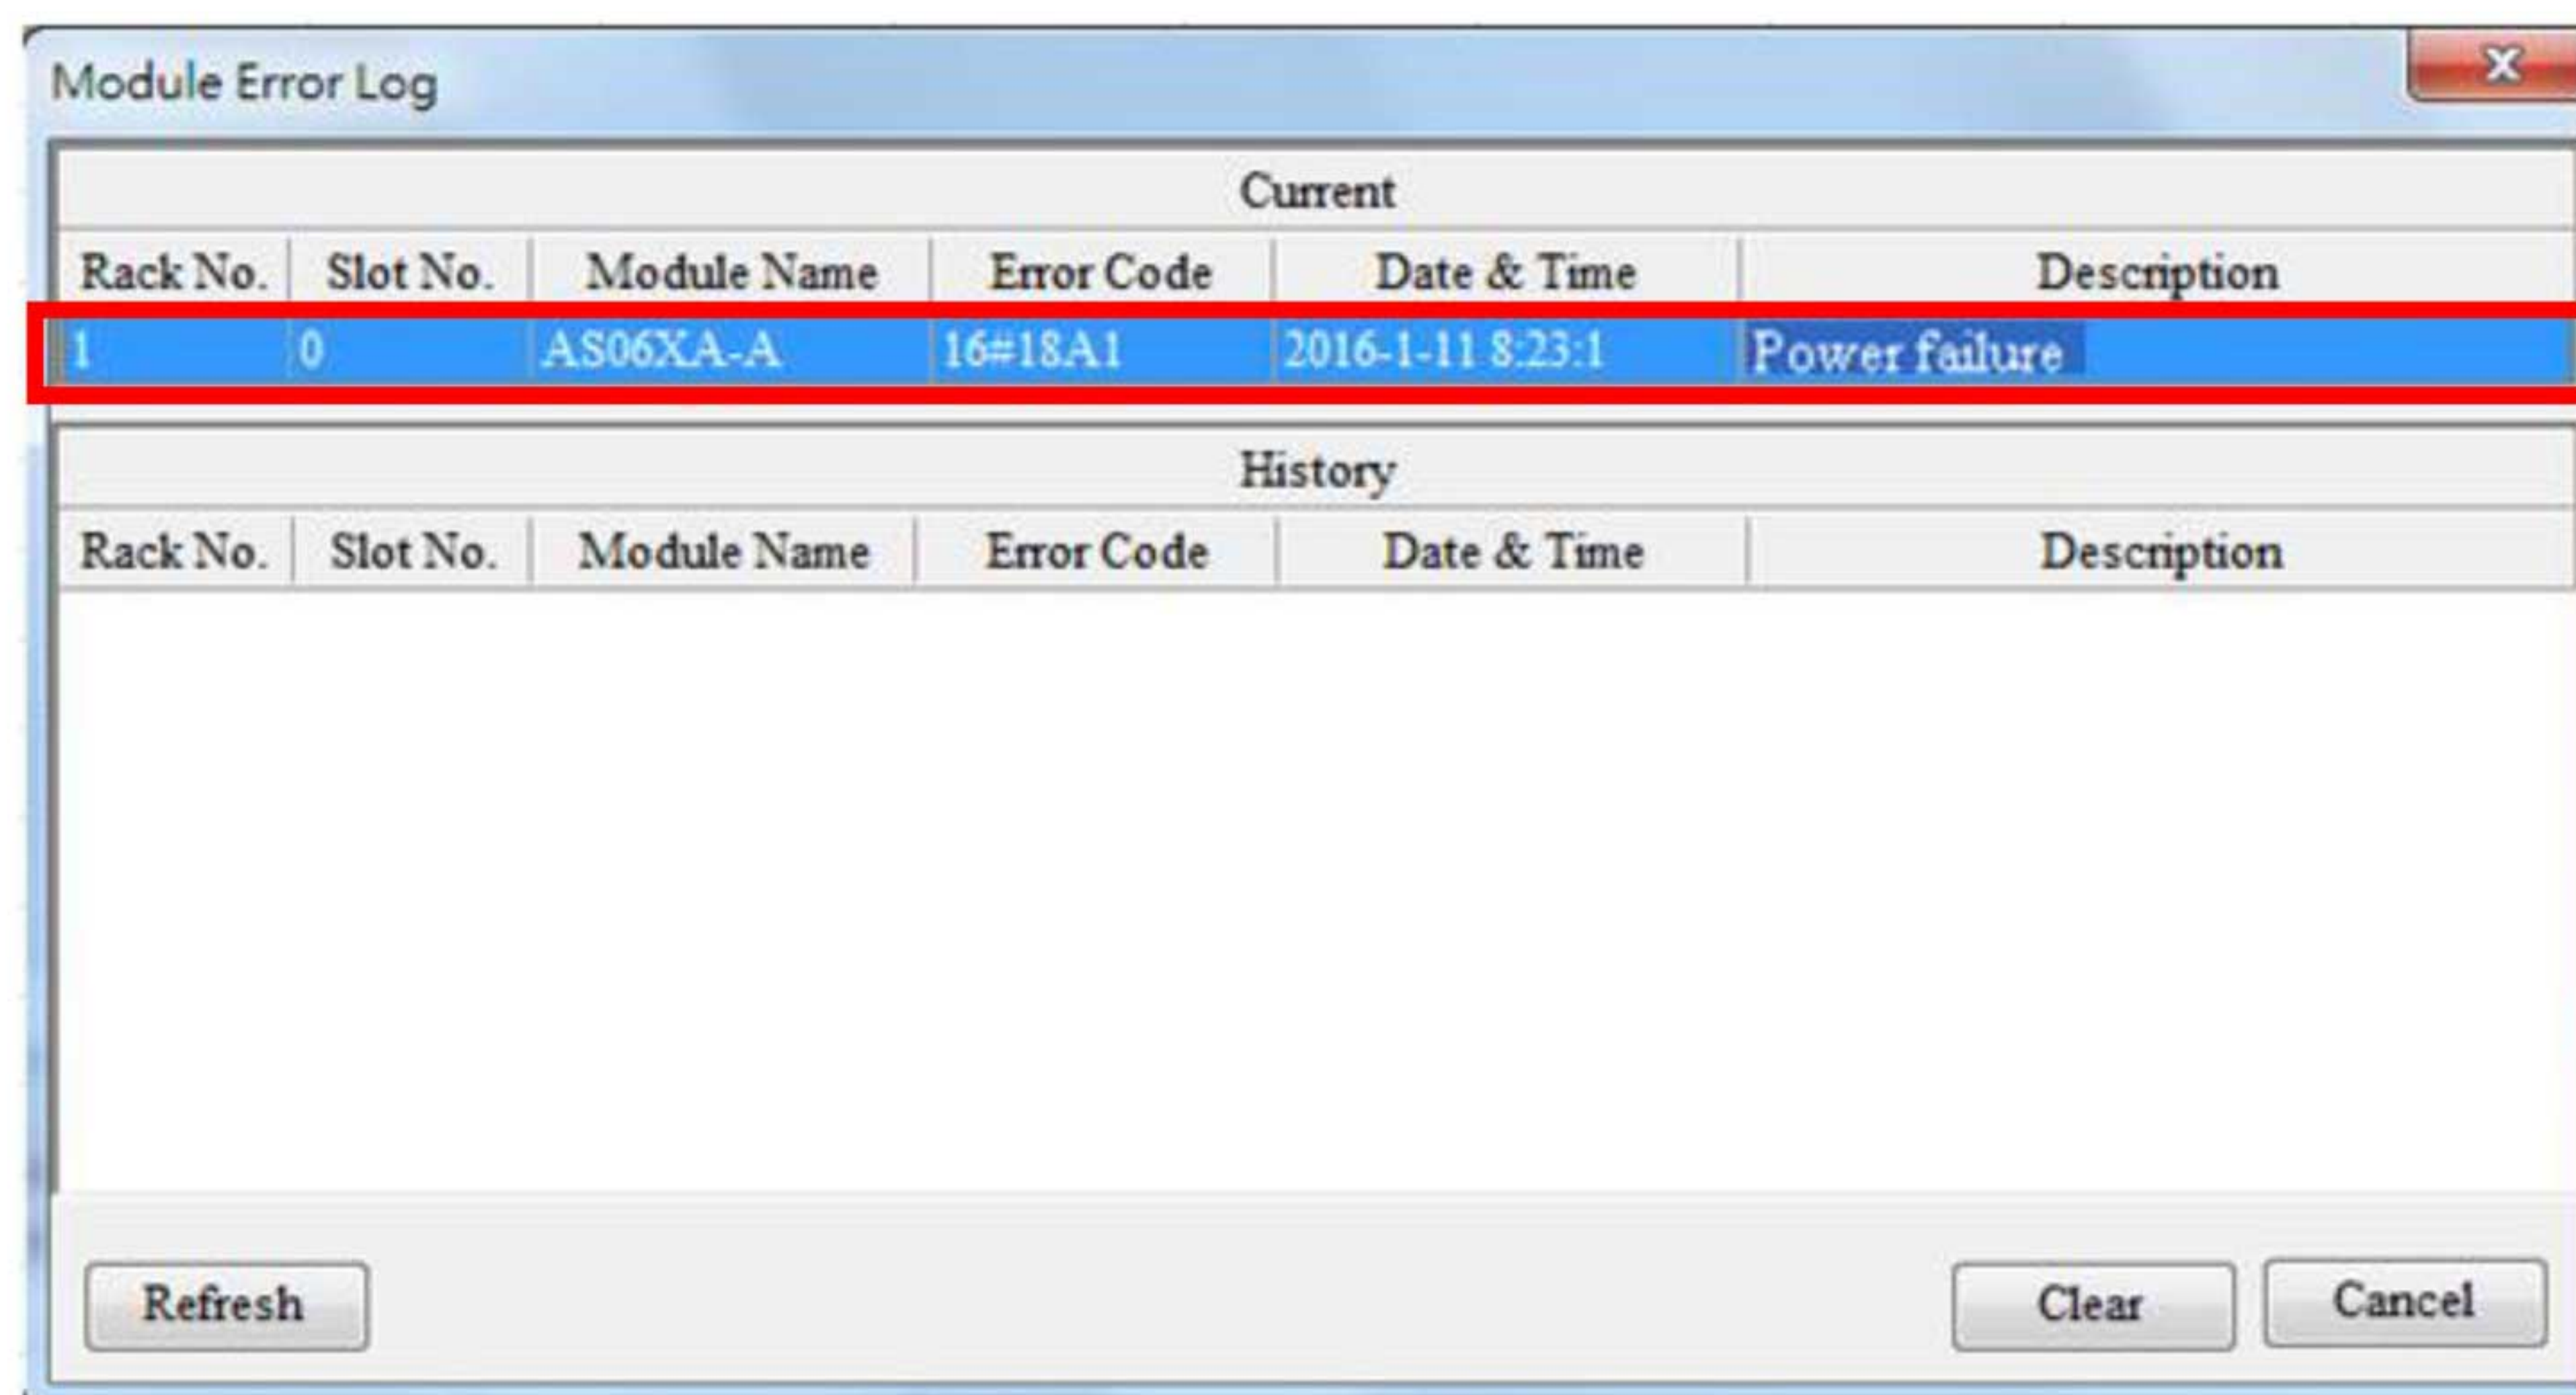 Module Error Log
Current
Rack No. Slot No. Module Name Error Code Date & Time Description
1 0 AS06XA-A 16#18A1 2016-1-11 8:23:1 Power failure
History
Rack No. Slot No. Module Name Error Code Date & Time Description
Refresh Clear Cancel